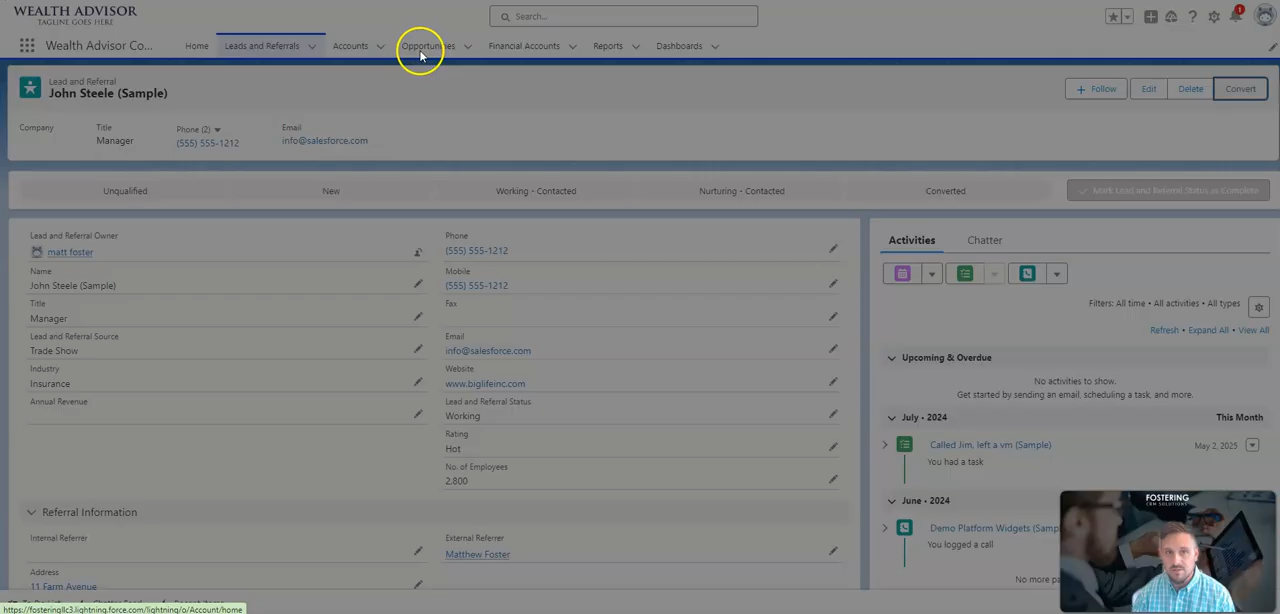 WEALTH ADVISOR
TAGLINE GOES HERE
Search...
1
Wealth Advisor Co...
Home
Leads and Referrals
Accounts
Opportunities
Financial Accounts
Reports
Dashboards
Lead and Referral
John Steele (Sample)
Follow
Edit
Delete
Convert
Company
Title
Manager
Phone (2)
(555) 555-1212
Email
info@salesforce.com
Unqualified
New
Working - Contacted
Nurturing - Contacted
Converted
Mark Lead and Referral Status as Complete
Lead and Referral Owner
matt foster
Name
John Steele (Sample)
Title
Manager
Lead and Referral Source
Trade Show
Industry
Insurance
Annual Revenue
Phone
(555) 555-1212
Mobile
(555) 555-1212
Fax
Email
info@salesforce.com
Website
www.biglifeinc.com
Lead and Referral Status
Working
Rating
Hot
No. of Employees
2,800
Referral Information
Internal Referrer
External Referrer
Matthew Foster
Address
11 Farm Avenue
Activities
Chatter
Filters: All time • All activities • All types
Refresh • Expand All • View All
Upcoming & Overdue
No activities to show.
Get started by sending an email, scheduling a task, and more.
July • 2024
This Month
Called Jim, left a vm (Sample)
May 2, 2025
You had a task
June • 2024
Demo Platform Widgets (Samp
You logged a call
No more pa
FOSTERING
CRM SOLUTIONS
https://fosteringllc3.lightning.force.com/lightning/o/Account/home